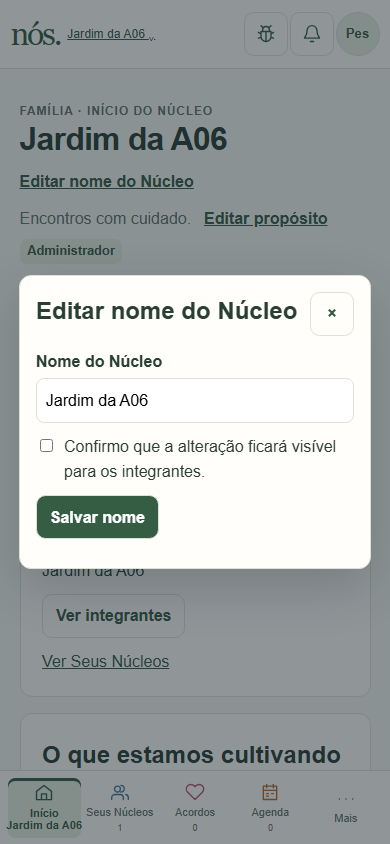 nós. Jardim da A06
Pes
FAMÍLIA · INÍCIO DO NÚCLEO
Jardim da A06
Editar nome do Núcleo
Encontros com cuidado. Editar propósito
Administrador
Editar nome do Núcleo ×
Nome do Núcleo
Jardim da A06
Confirmo que a alteração ficará visível
para os integrantes.
Salvar nome
Jardim da A06
Ver integrantes
Ver Seus Núcleos
O que estamos cultivando
Início
Jardim da A06
Seus Núcleos
1
Acordos
0
Agenda
0
...
Mais